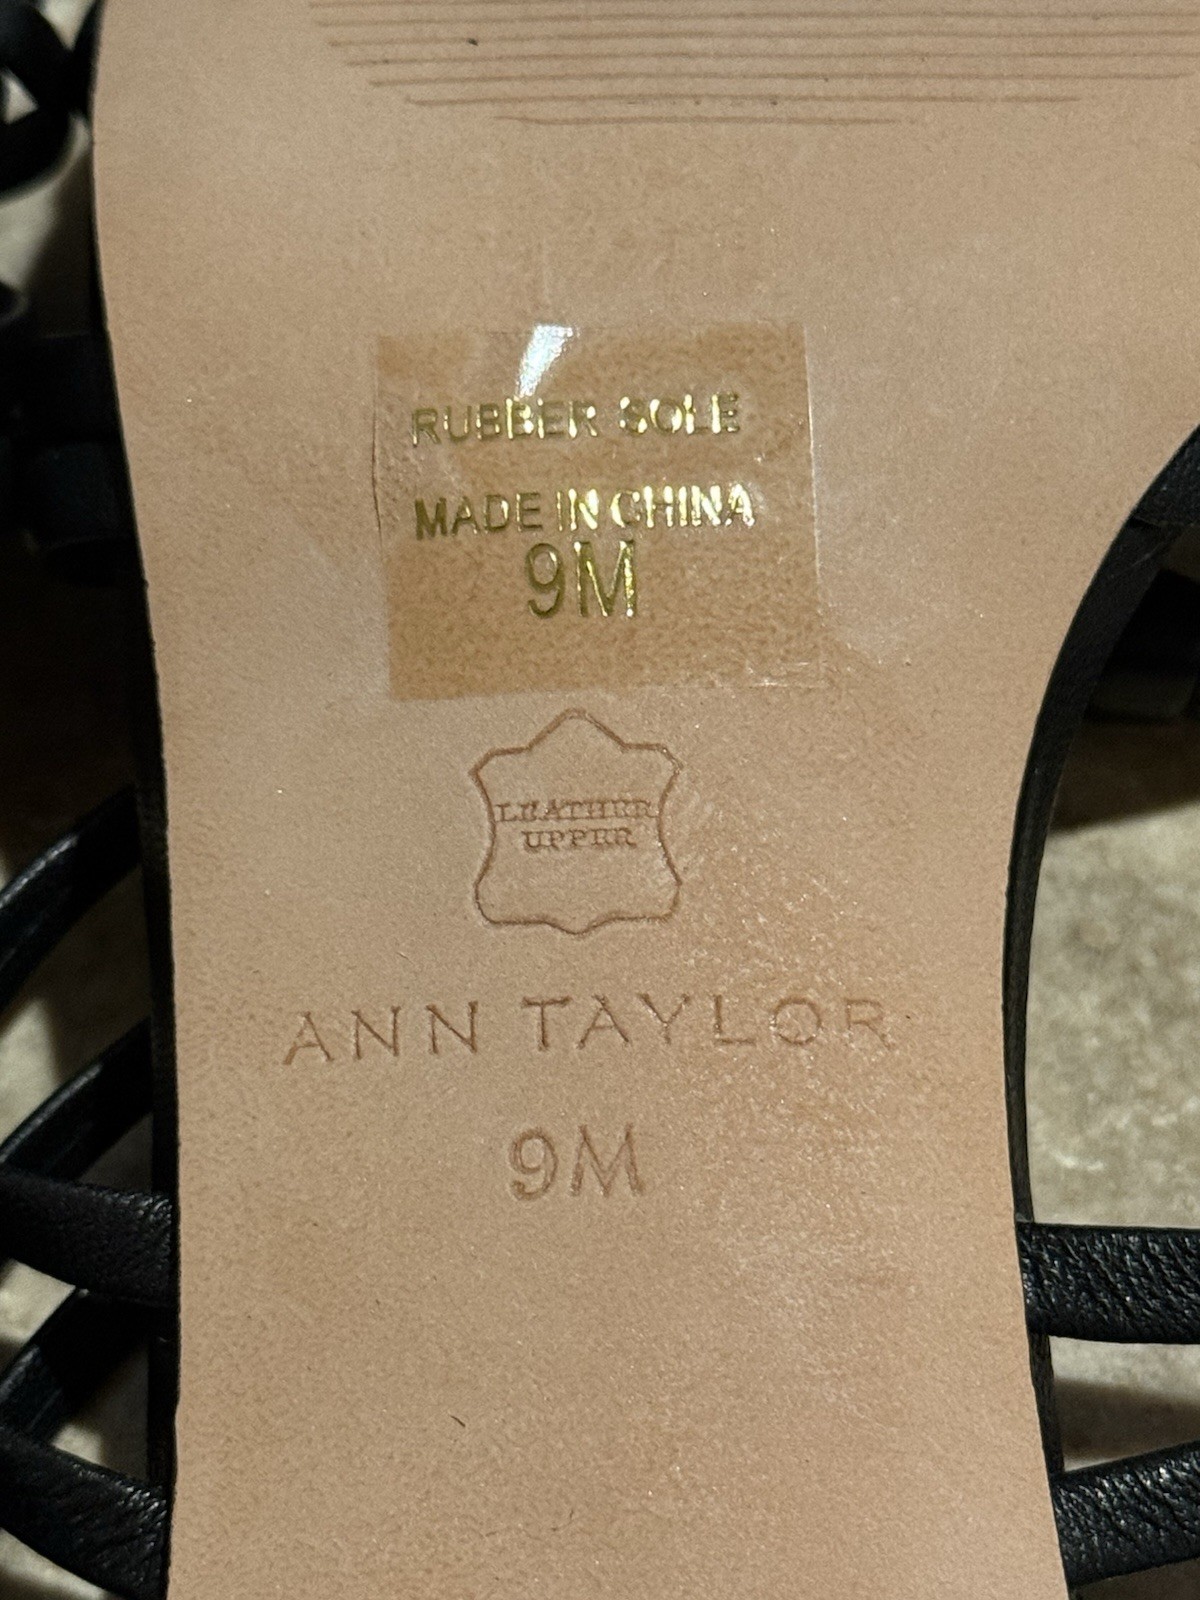 RUBBER SOLE
MADE IN CHINA
9M
LEATHER
UPPER
ANN TAYLOR
9M